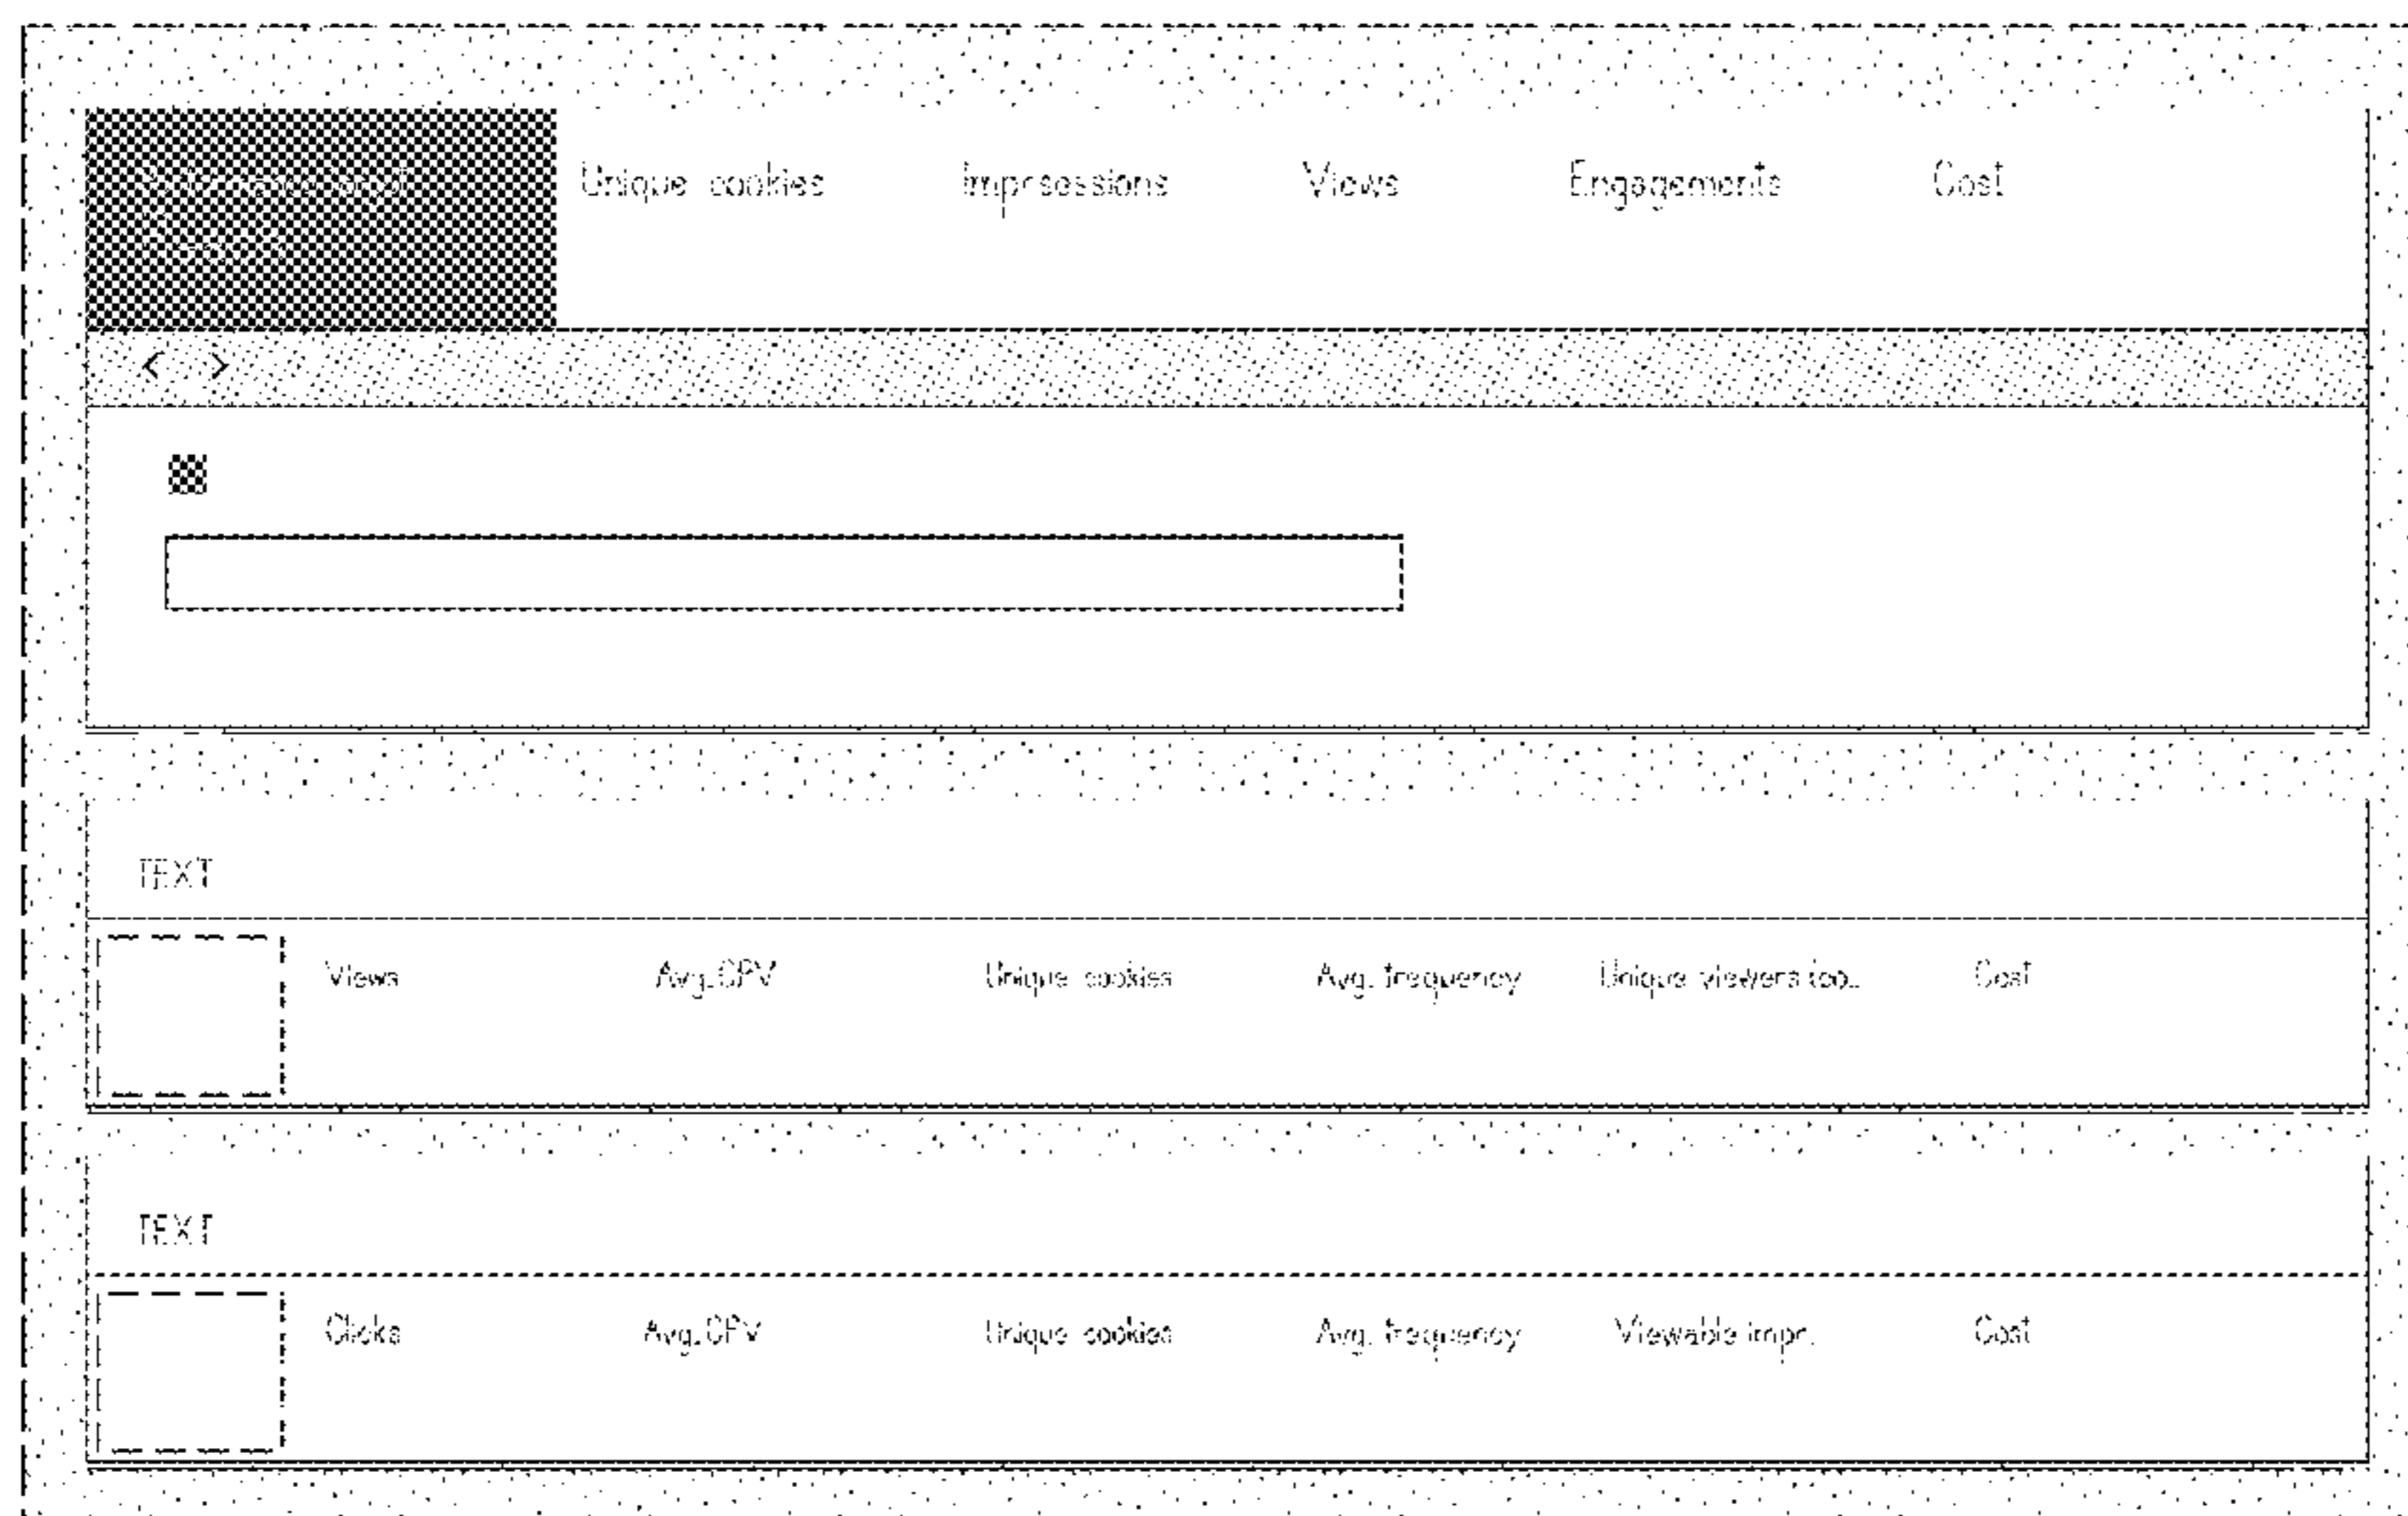 Unique cookies Imprsessions Views Engagements Cost
< >
TEXT
Views Avg.CPV Unique cookies Avg. frequency Unique viewers (co.. Cost
TEXT
Clicks Avg.CPV Unique cookies Avg. frequency Viewable impr. Cost